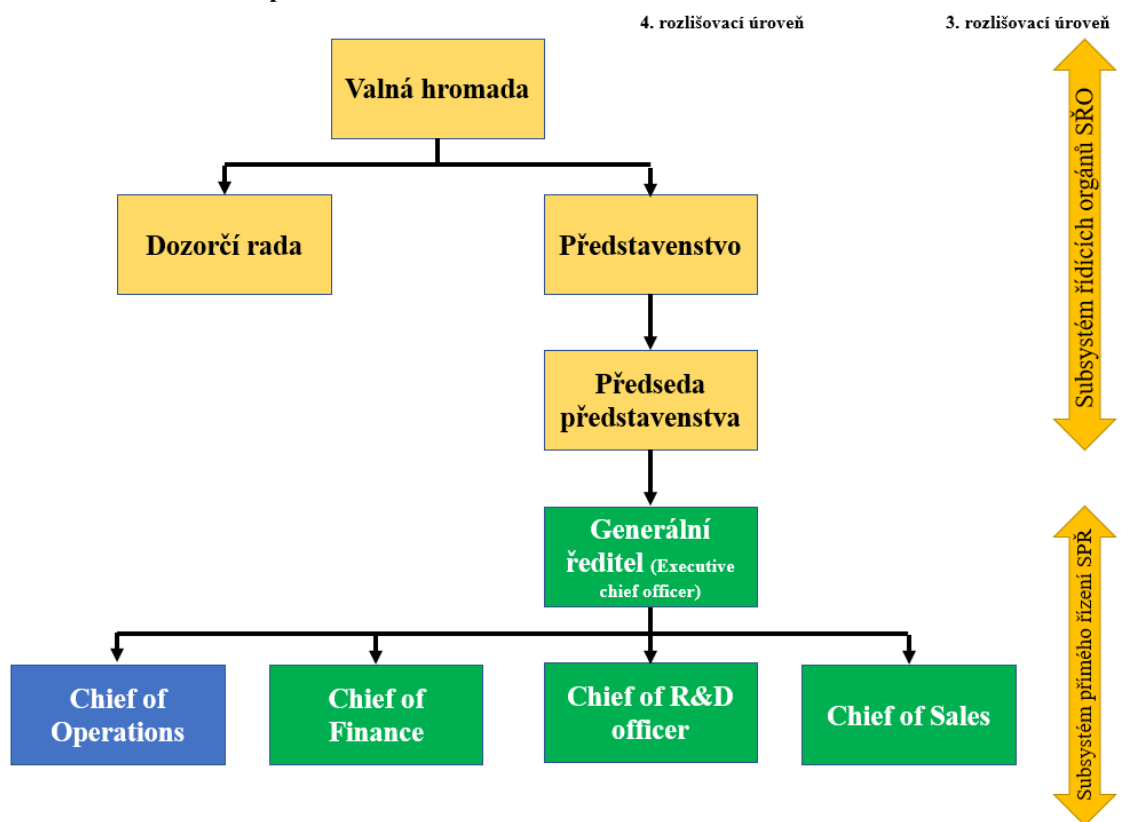 4. rozlišovací úroveň
3. rozlišovací úroveň
Valná hromada
Dozorčí rada
Představenstvo
Předseda
představenstva
Subsystém řídících orgánů SŘO
Generální
ředitel (Executive
chief officer)
Chief of
Operations
Chief of
Finance
Chief of R&D
officer
Chief of Sales
Subsystém přímého řízení SPŘ